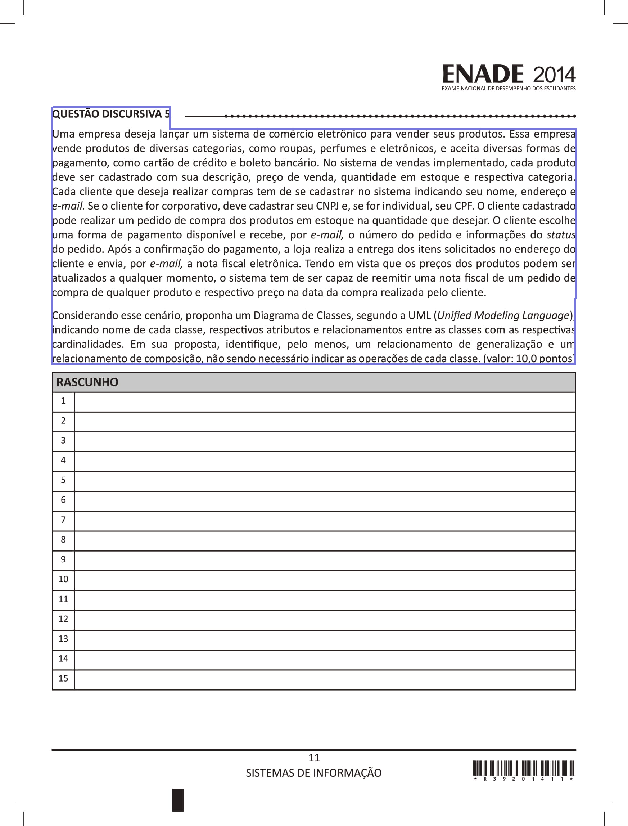 ENADE 2014
EXAME NACIONAL DE DESEMPENHO DOS ESTUDANTES
QUESTÃO DISCURSIVA 5
Uma empresa deseja lançar um sistema de comércio eletrônico para vender seus produtos. Essa empresa
vende produtos de diversas categorias, como roupas, perfumes e eletrônicos, e aceita diversas formas de
pagamento, como cartão de crédito e boleto bancário. No sistema de vendas implementado, cada produto
deve ser cadastrado com sua descrição, preço de venda, quantidade em estoque e respectiva categoria.
Cada cliente que deseja realizar compras tem de se cadastrar no sistema indicando seu nome, endereço e
e-mail. Se o cliente for corporativo, deve cadastrar seu CNPJ e, se for individual, seu CPF. O cliente cadastrado
pode realizar um pedido de compra dos produtos em estoque na quantidade que desejar. O cliente escolhe
uma forma de pagamento disponível e recebe, por e-mail, o número do pedido e informações do status
do pedido. Após a confirmação do pagamento, a loja realiza a entrega dos itens solicitados no endereço do
cliente e envia, por e-mail, a nota fiscal eletrônica. Tendo em vista que os preços dos produtos podem ser
atualizados a qualquer momento, o sistema tem de ser capaz de reemitir uma nota fiscal de um pedido de
compra de qualquer produto e respectivo preço na data da compra realizada pelo cliente.
Considerando esse cenário, proponha um Diagrama de Classes, segundo a UML (Unified Modeling Language),
indicando nome de cada classe, respectivos atributos e relacionamentos entre as classes com as respectivas
cardinalidades. Em sua proposta, identifique, pelo menos, um relacionamento de generalização e um
relacionamento de composição, não sendo necessário indicar as operações de cada classe. (valor: 10,0 pontos)
RASCUNHO
1
2
3
4
5
6
7
8
9
10
11
12
13
14
15
11
SISTEMAS DE INFORMAÇÃO
*R39201411*